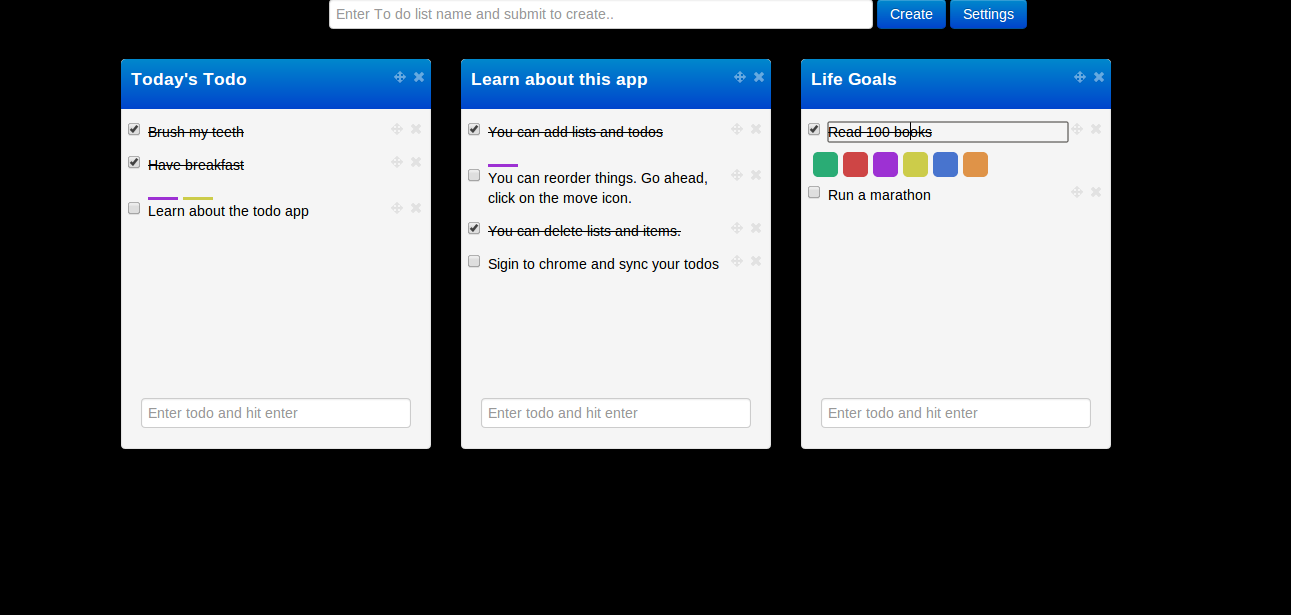 Enter To do list name and submit to create..
Create
Settings
Today's Todo
Brush my teeth
Have breakfast
Learn about the todo app
Enter todo and hit enter
Learn about this app
You can add lists and todos
You can reorder things. Go ahead,
click on the move icon.
You can delete lists and items.
Sigin to chrome and sync your todos
Enter todo and hit enter
Life Goals
Read 100 books
Run a marathon
Enter todo and hit enter